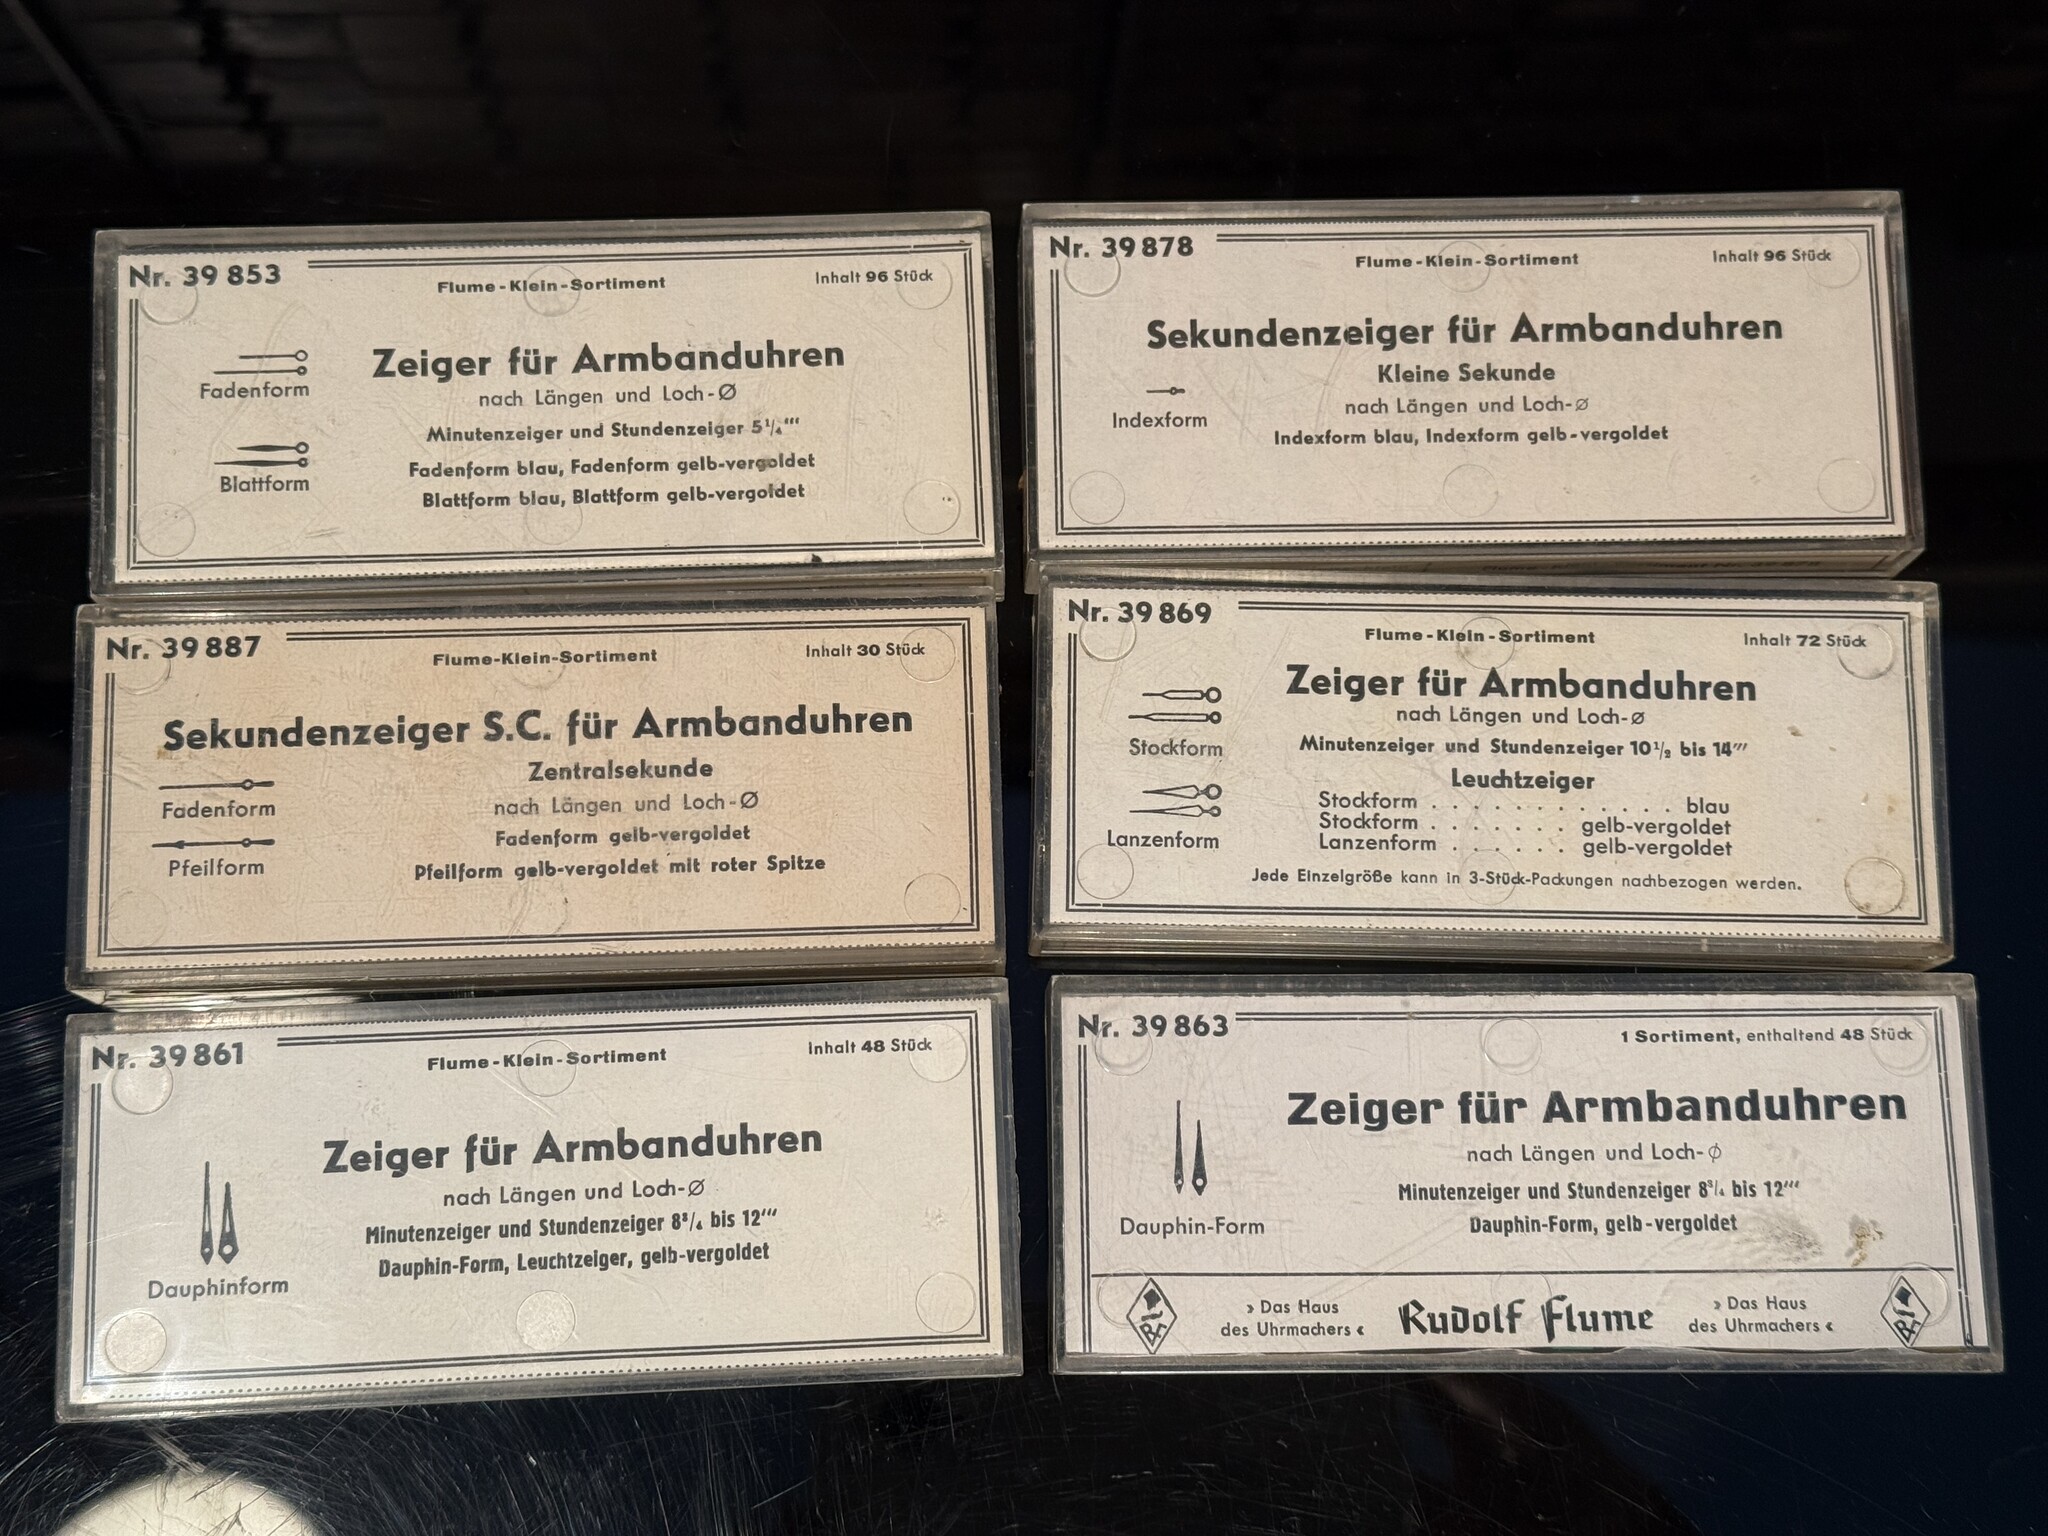 Nr. 39 853
Flume-Klein-Sortiment
Inhalt 96 Stück
Zeiger für Armbanduhren
nach Längen und Loch-Ø
Minutenzeiger und Stundenzeiger 5¹/₄'''
Fadenform blau, Fadenform gelb-vergoldet
Blattform blau, Blattform gelb-vergoldet
Fadenform
Blattform
Nr. 39 878
Flume-Klein-Sortiment
Inhalt 96 Stück
Sekundenzeiger für Armbanduhren
Kleine Sekunde
nach Längen und Loch-Ø
Indexform blau, Indexform gelb-vergoldet
Indexform
Nr. 39 887
Flume-Klein-Sortiment
Inhalt 30 Stück
Sekundenzeiger S.C. für Armbanduhren
Zentralsekunde
nach Längen und Loch-Ø
Fadenform gelb-vergoldet
Pfeilform gelb-vergoldet mit roter Spitze
Fadenform
Pfeilform
Nr. 39 869
Flume-Klein-Sortiment
Inhalt 72 Stück
Zeiger für Armbanduhren
nach Längen und Loch-Ø
Minutenzeiger und Stundenzeiger 10¹/₂ bis 14'''
Leuchtzeiger
Stockform . . . . . . . . . . . . blau
Stockform . . . . . . . gelb-vergoldet
Lanzenform . . . . . . gelb-vergoldet
Jede Einzelgröße kann in 3-Stück-Packungen nachbezogen werden.
Stockform
Lanzenform
Nr. 39 861
Flume-Klein-Sortiment
Inhalt 48 Stück
Zeiger für Armbanduhren
nach Längen und Loch-Ø
Minutenzeiger und Stundenzeiger 8³/₄ bis 12'''
Dauphin-Form, Leuchtzeiger, gelb-vergoldet
Dauphinform
Nr. 39 863
1 Sortiment, enthaltend 48 Stück
Zeiger für Armbanduhren
nach Längen und Loch-Ø
Minutenzeiger und Stundenzeiger 8³/₄ bis 12'''
Dauphin-Form, gelb-vergoldet
Dauphin-Form
» Das Haus
des Uhrmachers «
Rudolf Flume
» Das Haus
des Uhrmachers «